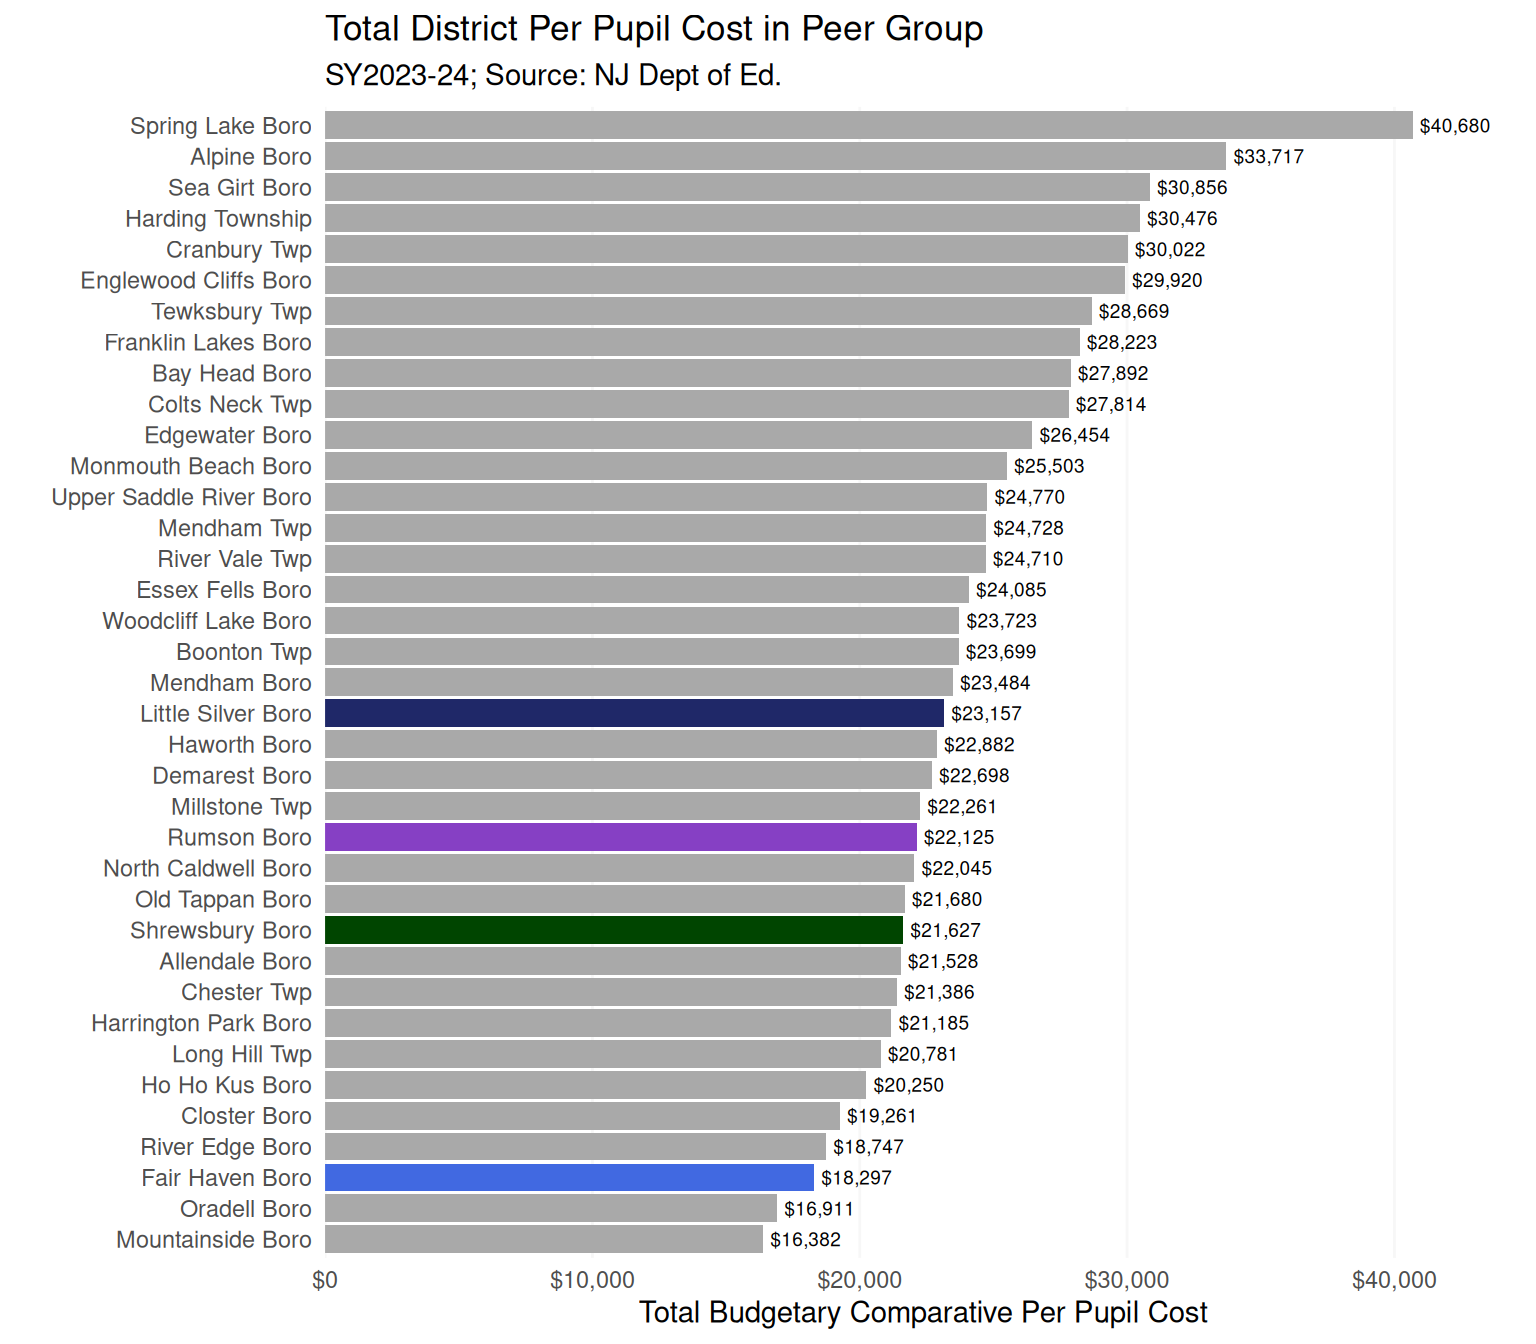 Total District Per Pupil Cost in Peer Group
SY2023-24; Source: NJ Dept of Ed.
Spring Lake Boro $40,680
Alpine Boro $33,717
Sea Girt Boro $30,856
Harding Township $30,476
Cranbury Twp $30,022
Englewood Cliffs Boro $29,920
Tewksbury Twp $28,669
Franklin Lakes Boro $28,223
Bay Head Boro $27,892
Colts Neck Twp $27,814
Edgewater Boro $26,454
Monmouth Beach Boro $25,503
Upper Saddle River Boro $24,770
Mendham Twp $24,728
River Vale Twp $24,710
Essex Fells Boro $24,085
Woodcliff Lake Boro $23,723
Boonton Twp $23,699
Mendham Boro $23,484
Little Silver Boro $23,157
Haworth Boro $22,882
Demarest Boro $22,698
Millstone Twp $22,261
Rumson Boro $22,125
North Caldwell Boro $22,045
Old Tappan Boro $21,680
Shrewsbury Boro $21,627
Allendale Boro $21,528
Chester Twp $21,386
Harrington Park Boro $21,185
Long Hill Twp $20,781
Ho Ho Kus Boro $20,250
Closter Boro $19,261
River Edge Boro $18,747
Fair Haven Boro $18,297
Oradell Boro $16,911
Mountainside Boro $16,382
$0 $10,000 $20,000 $30,000 $40,000
Total Budgetary Comparative Per Pupil Cost